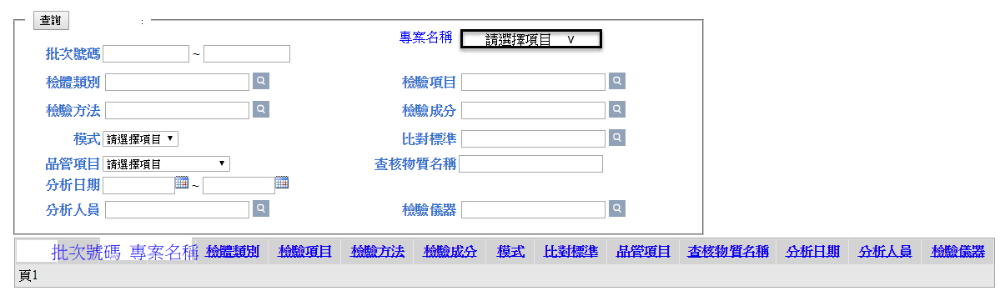 查詢 :
專案名稱 請選擇項目 V
批次號碼 ~
檢體類別 檢驗項目
檢驗方法 檢驗成分
模式 請選擇項目 ▼ 比對標準
品管項目 請選擇項目 ▼ 查核物質名稱
分析日期 ~
分析人員 檢驗儀器
批次號碼 專案名稱 檢體類別 檢驗項目 檢驗方法 檢驗成分 模式 比對標準 品管項目 查核物質名稱 分析日期 分析人員 檢驗儀器
頁1